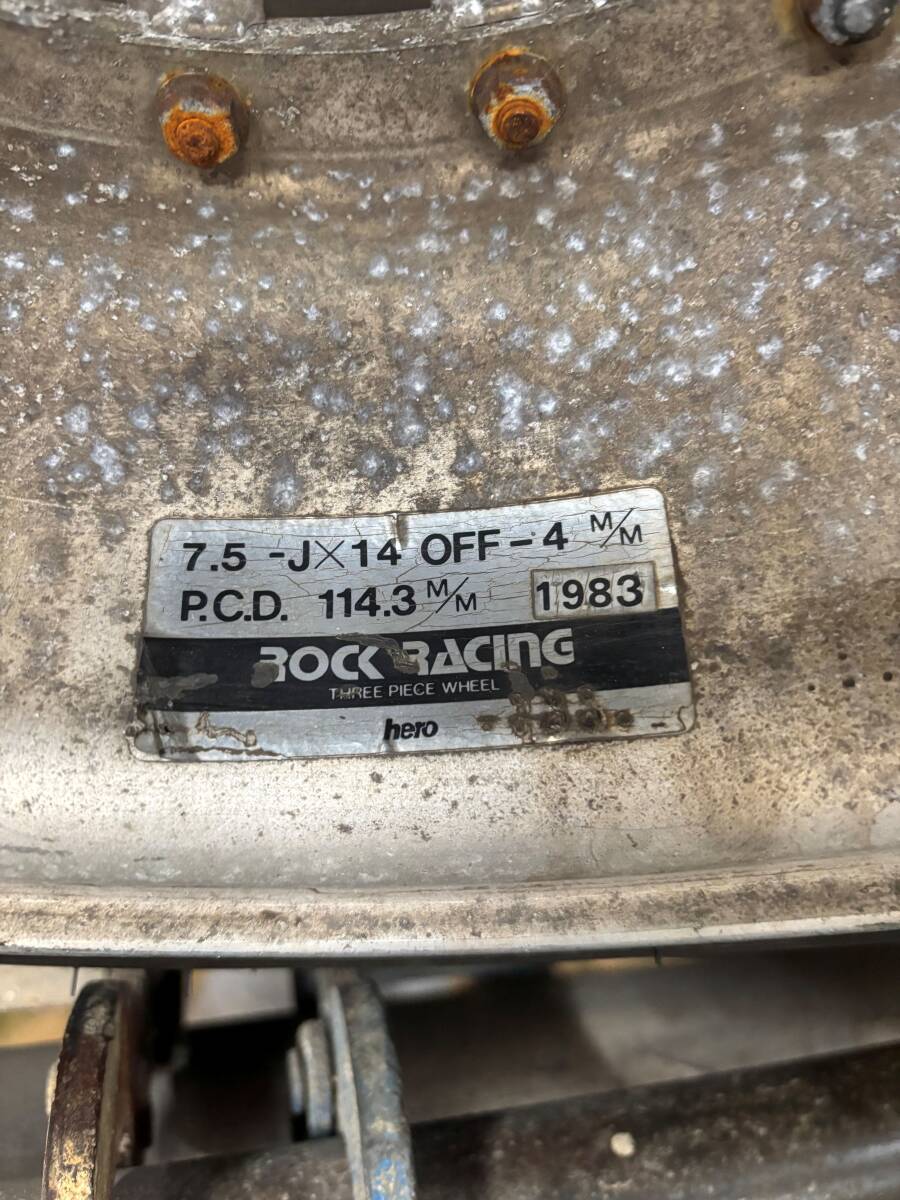 7.5 -J×14 OFF-4 M/M
P.C.D. 114.3 M/M 1983
ROCK RACING
THREE PIECE WHEEL
hero